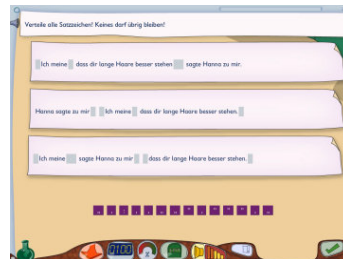 Verteile alle Satzzeichen! Keines darf übrig bleiben!
Ich meine dass dir lange Haare besser stehen sagte Hanna zu mir.
Hanna sagte zu mir Ich meine dass dir lange Haare besser stehen.
Ich meine sagte Hanna zu mir dass dir lange Haare besser stehen.